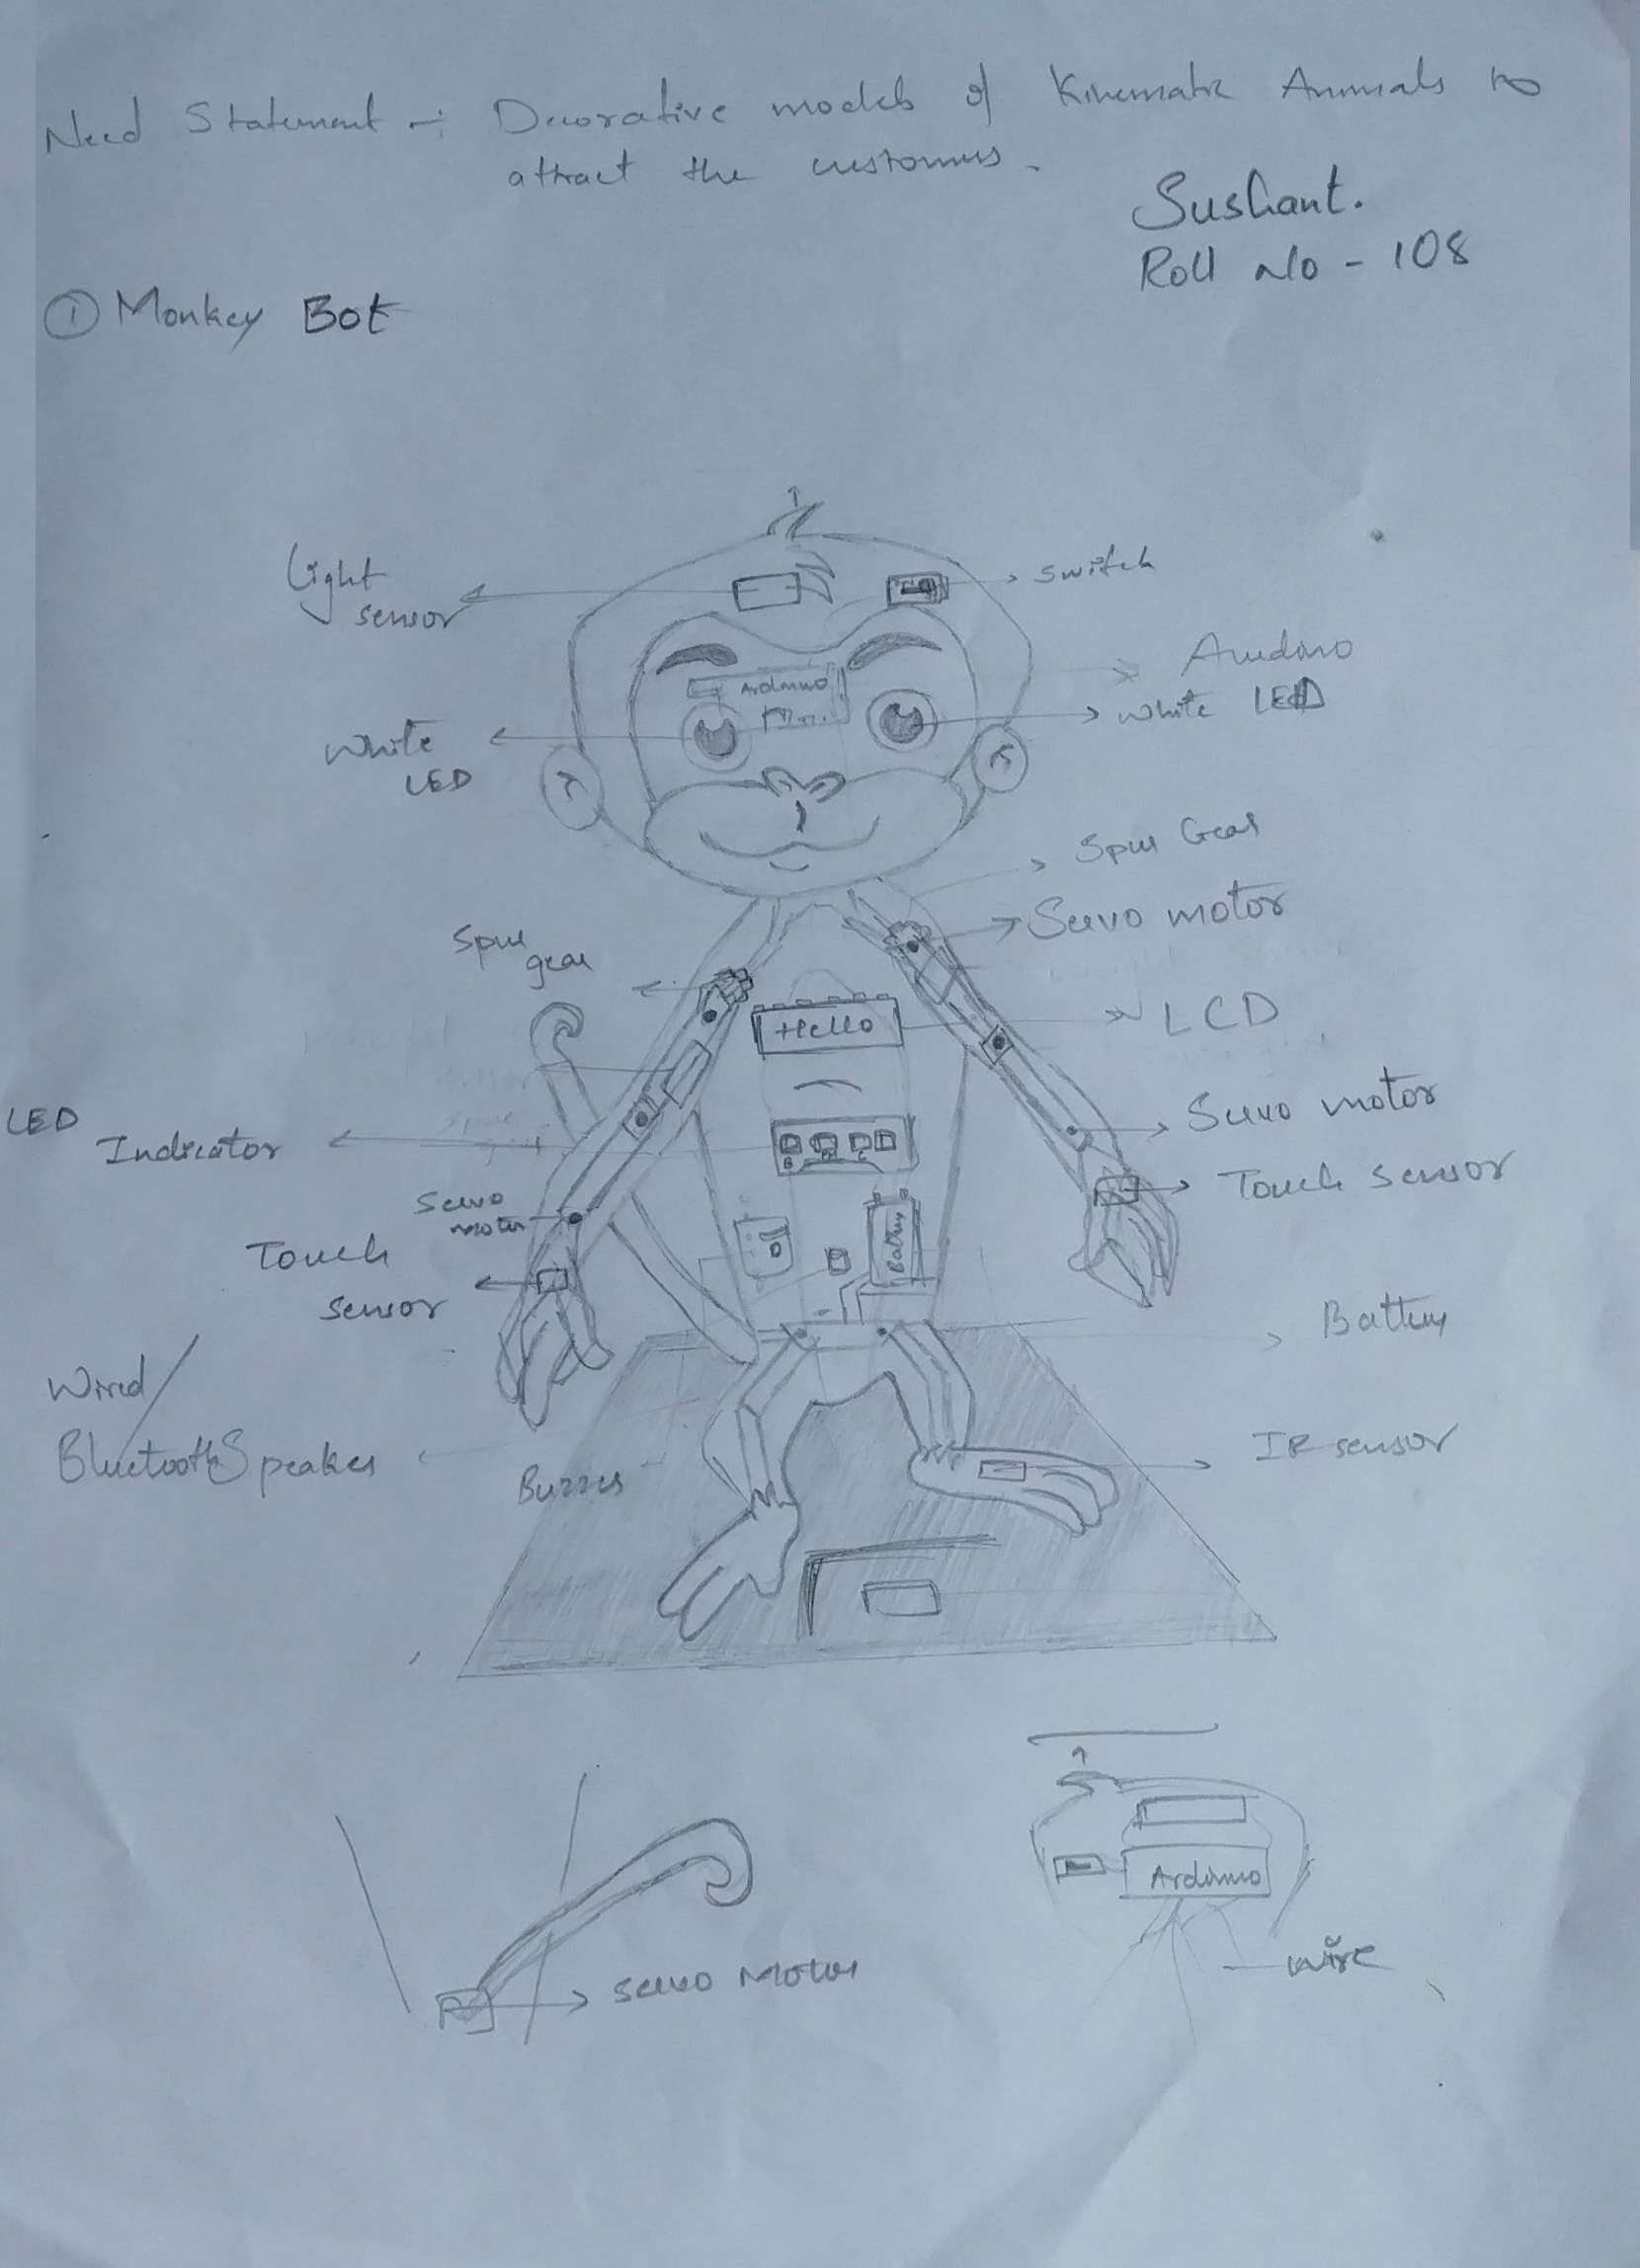 Need Statement -: Decorative models of Kinematic Animals to
attract the customers.
Sushant.
Roll No - 108
① Monkey Bot
Light
sensor
switch
Arduino
Arduino
White LED
White
LED
Spur Gear
Servo motor
Spur
gear
Hello
LCD
LED
Indicator
Servo motor
Touch sensor
Servo
motor
Touch
sensor
Battery
Battery
Wired/
Bluetooth Speaker
Buzzer
IR sensor
Arduino
Servo Motor
wire